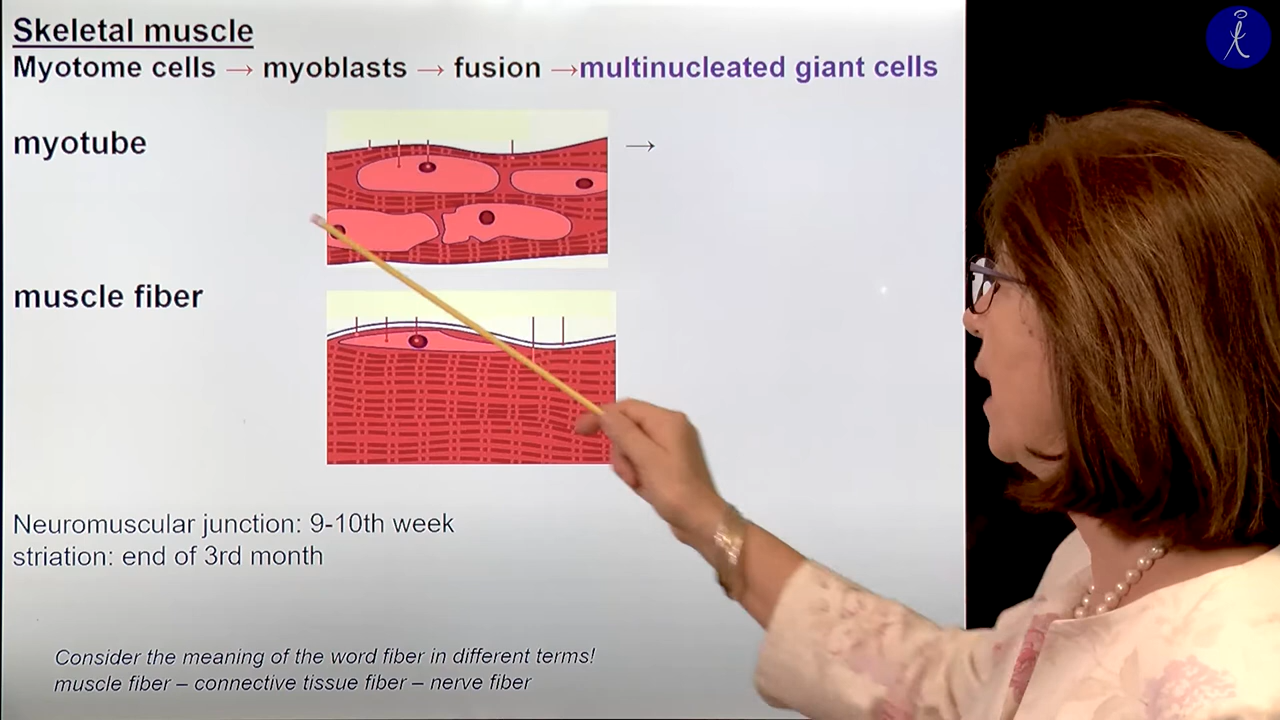 Skeletal muscle
Myotome cells → myoblasts → fusion →multinucleated giant cells
myotube →
muscle fiber
Neuromuscular junction: 9-10th week
striation: end of 3rd month
Consider the meaning of the word fiber in different terms!
muscle fiber – connective tissue fiber – nerve fiber